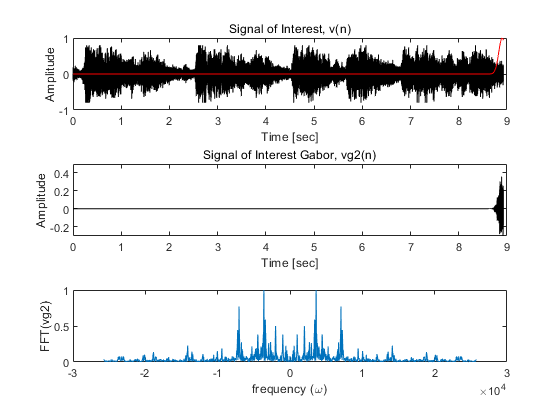 Signal of Interest, v(n)
1
0
-1
Amplitude
0 1 2 3 4 5 6 7 8 9
Time [sec]
Signal of Interest Gabor, vg2(n)
0.4
0.2
0
-0.2
Amplitude
0 1 2 3 4 5 6 7 8 9
Time [sec]
1
0.5
0
FFT(vg2)
-3 -2 -1 0 1 2 3
frequency (ω)
×10⁴